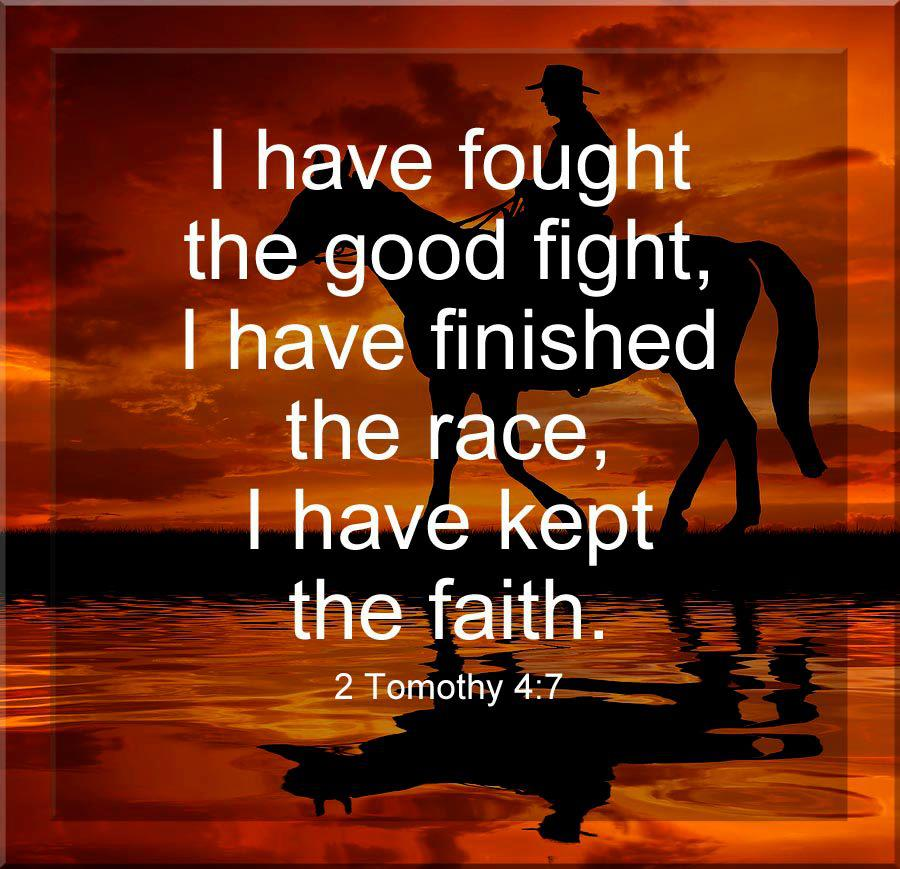 I have fought
the good fight,
I have finished
the race,
I have kept
the faith.
2 Tomothy 4:7